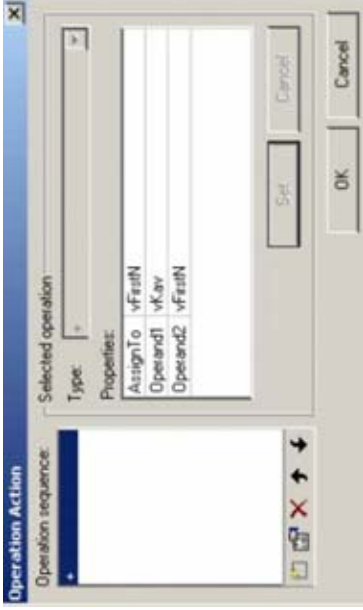 Operation Action
Operation sequence:
+
Selected operation
Type: +
Properties:
AssignTo vFirstN
Operand1 vKav
Operand2 vFirstN
Set Cancel
OK Cancel